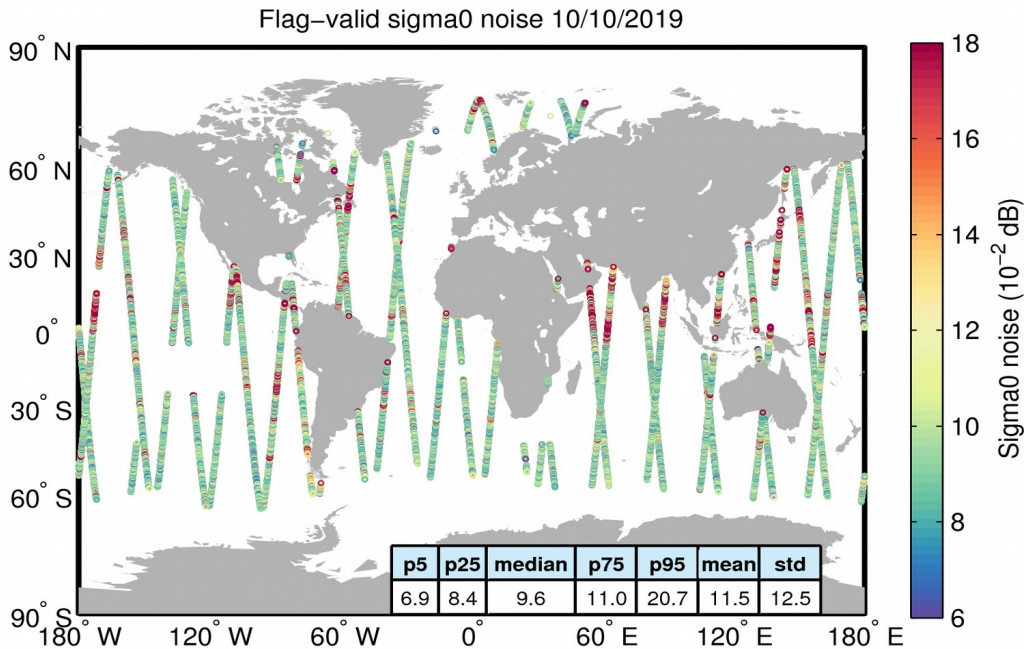 Flag−valid sigma0 noise 10/10/2019
90° N
60° N
30° N
0°
30° S
60° S
90° S
180° W
120° W
60° W
0°
60° E
120° E
180° E
p5 p25 median p75 p95 mean std
6.9 8.4 9.6 11.0 20.7 11.5 12.5
18
16
14
12
10
8
6
Sigma0 noise (10⁻² dB)